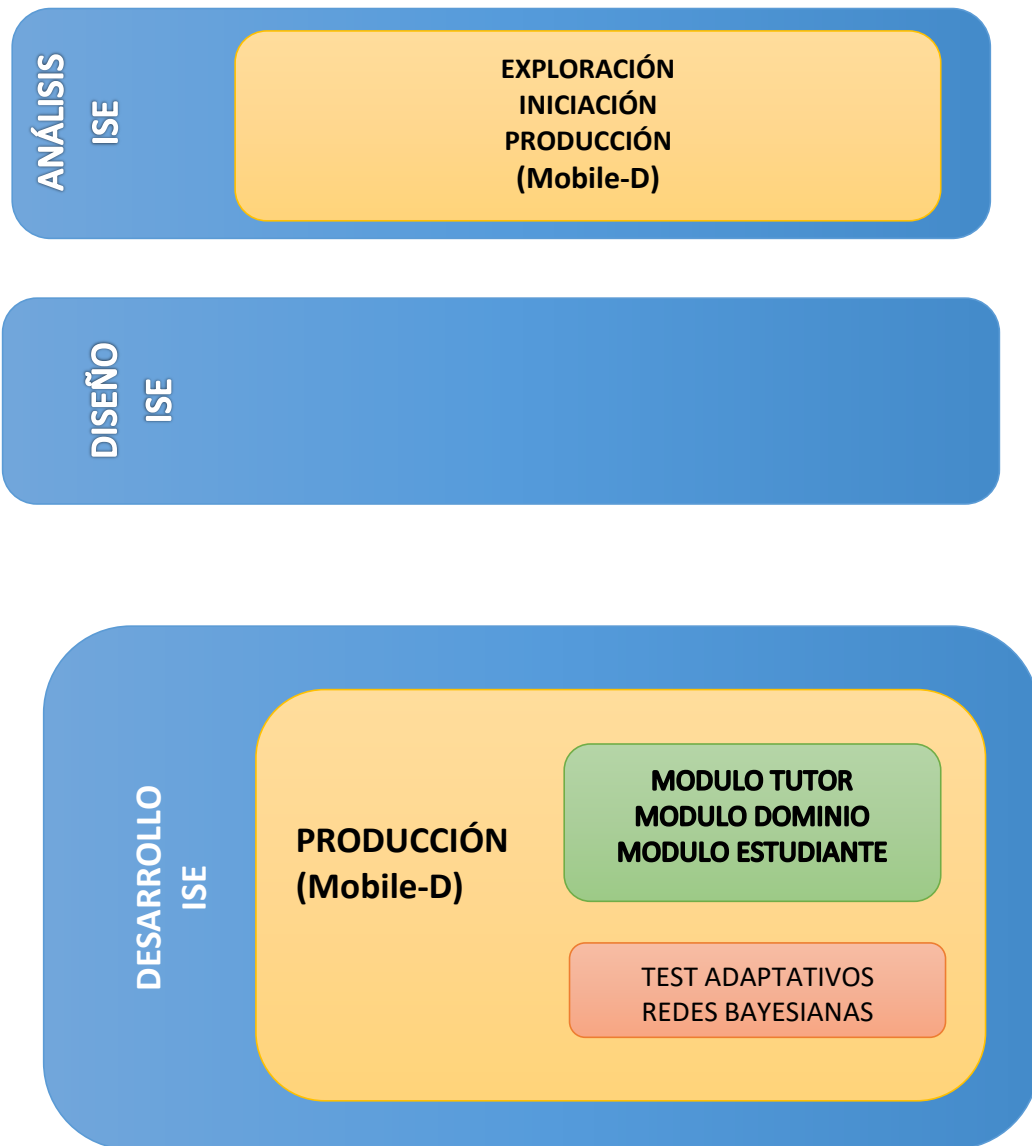 ANÁLISIS
ISE
EXPLORACIÓN
INICIACIÓN
PRODUCCIÓN
(Mobile-D)
DISEÑO
ISE
DESARROLLO
ISE
PRODUCCIÓN
(Mobile-D)
MODULO TUTOR
MODULO DOMINIO
MODULO ESTUDIANTE
TEST ADAPTATIVOS
REDES BAYESIANAS